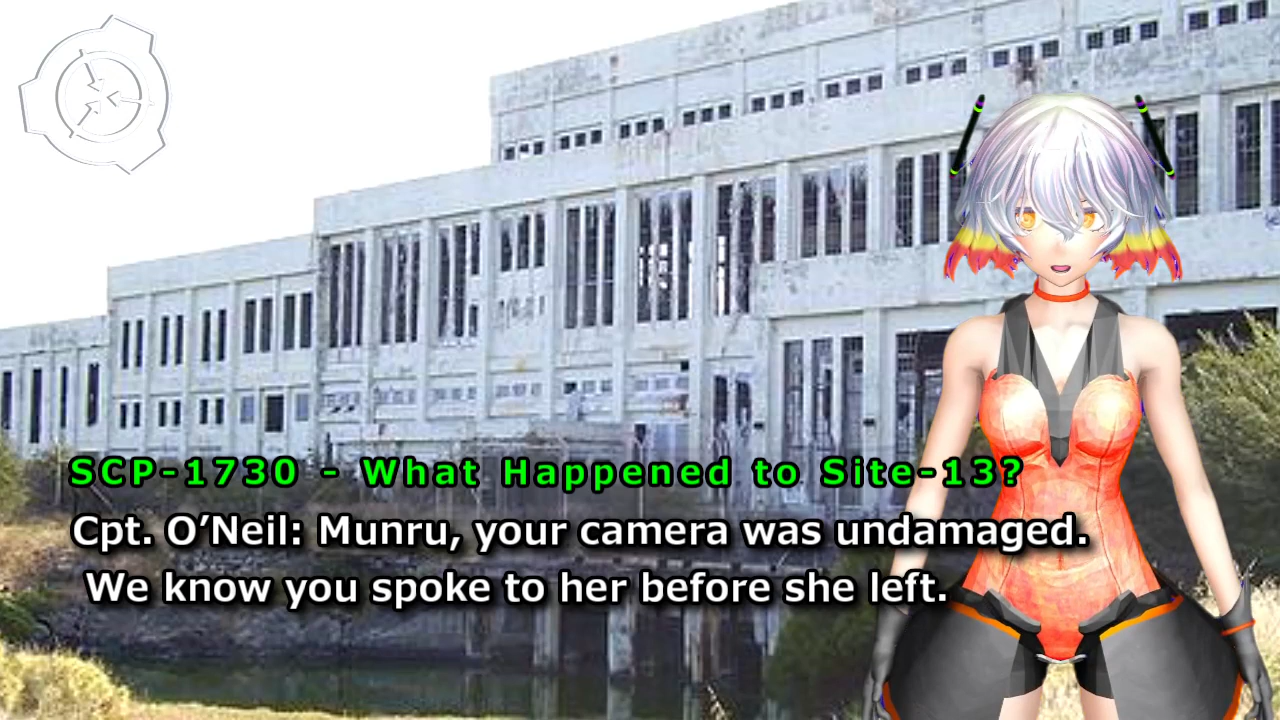 SCP-1730 - What Happened to Site-13?
Cpt. O’Neil: Munru, your camera was undamaged.
We know you spoke to her before she left.